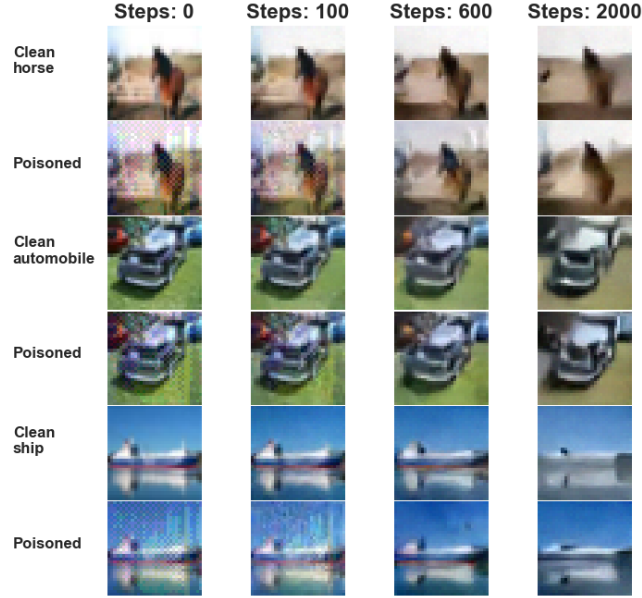 Steps: 0 Steps: 100 Steps: 600 Steps: 2000
Clean
horse
Poisoned
Clean
automobile
Poisoned
Clean
ship
Poisoned